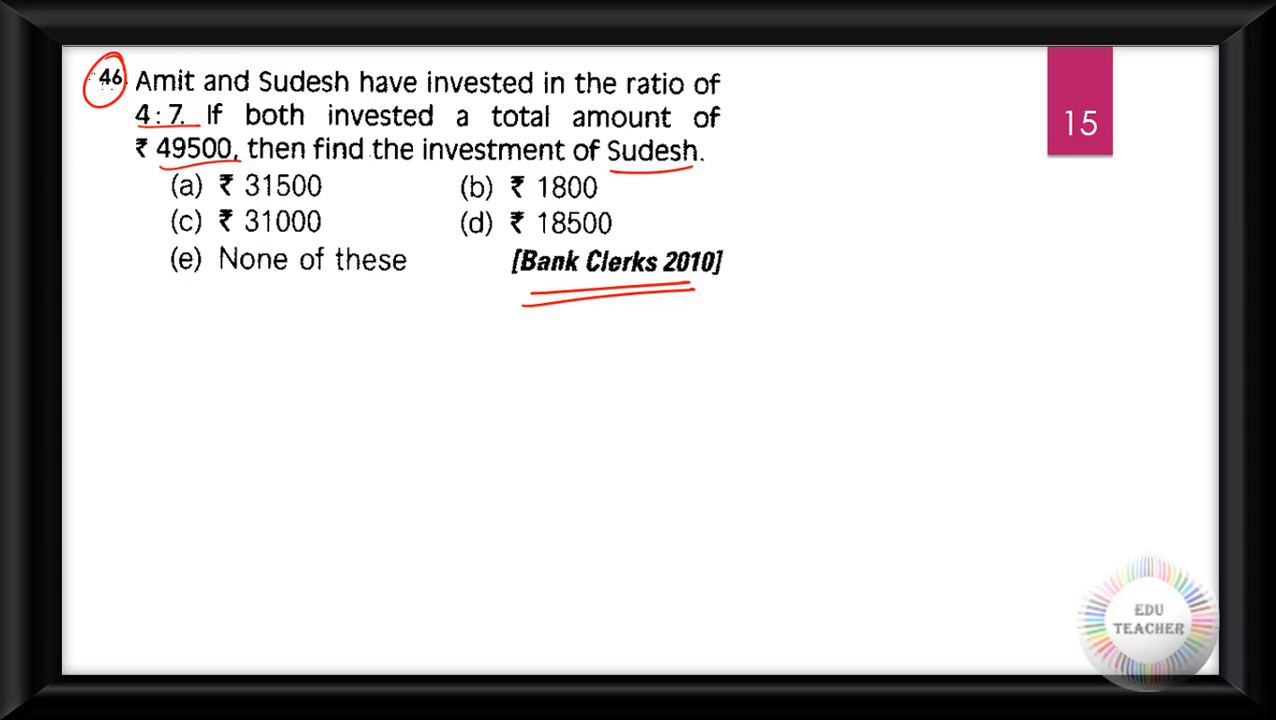 46. Amit and Sudesh have invested in the ratio of
4 : 7. If both invested a total amount of
₹ 49500, then find the investment of Sudesh.
(a) ₹ 31500 (b) ₹ 1800
(c) ₹ 31000 (d) ₹ 18500
(e) None of these [Bank Clerks 2010]
15
EDU
TEACHER